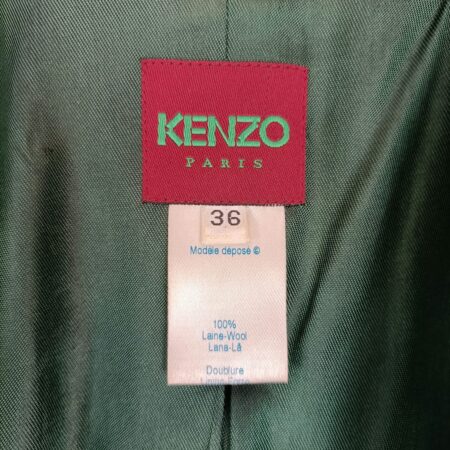 KENZO
PARIS
36
Modèle déposé ©
100%
Laine-Wool
Lana-Lã
Doublure